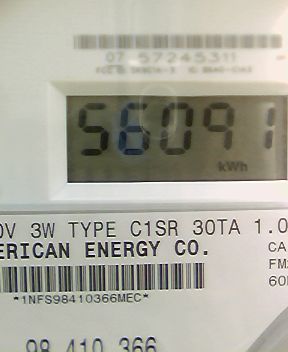 07 57245311
56091
kWh
0V 3W TYPE C1SR 30TA 1.0
ERICAN ENERGY CO.
CA
FM2
60
*1NFS98410366MEC*
98 410 366